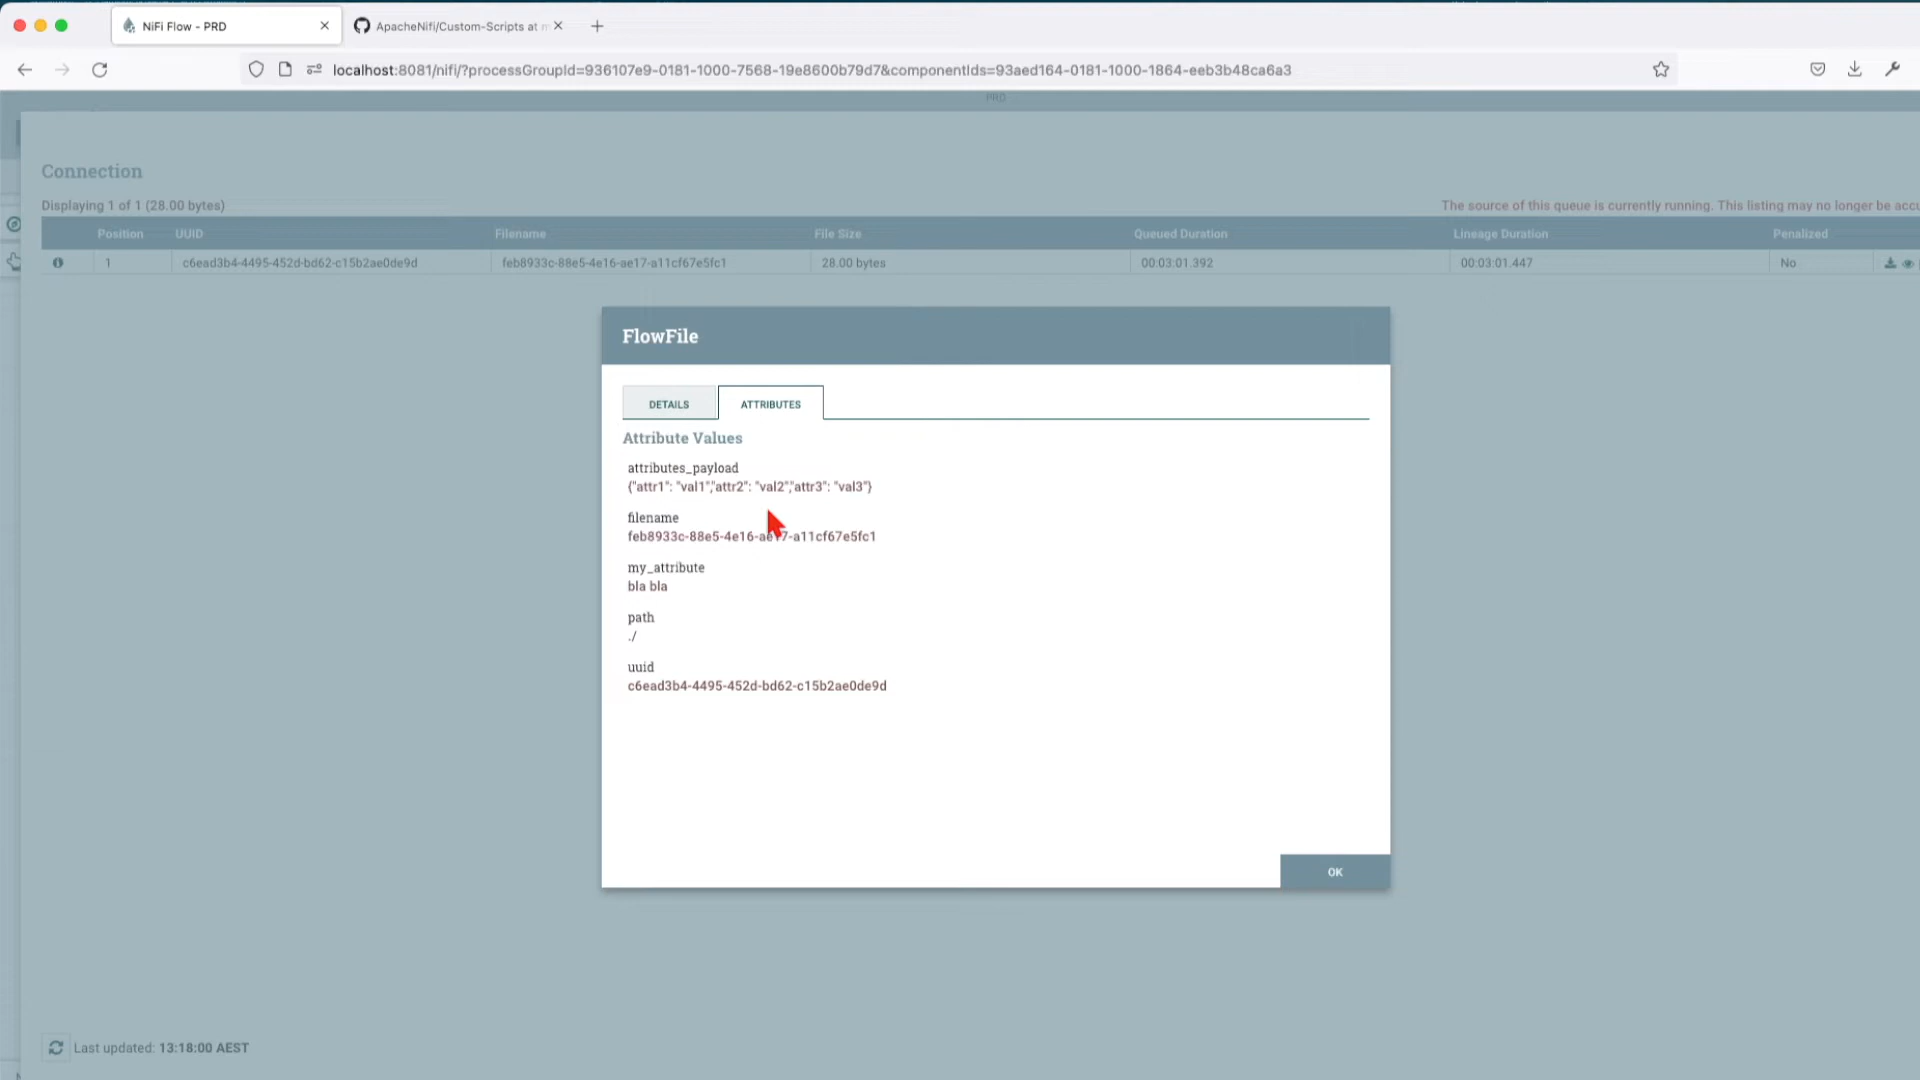 NiFi Flow - PRD
ApacheNifi/Custom-Scripts at
localhost:8081/nifi/?processGroupId=936107e9-0181-1000-7568-19e8600b79d7&componentIds=93aed164-0181-1000-1864-eeb3b48ca6a3
PRD
Connection
Displaying 1 of 1 (28.00 bytes)
The source of this queue is currently running. This listing may no longer be accu
Position UUID Filename File Size Queued Duration Lineage Duration Penalized
1 c6ead3b4-4495-452d-bd62-c15b2ae0de9d feb8933c-88e5-4e16-ae17-a11cf67e5fc1 28.00 bytes 00:03:01.392 00:03:01.447 No
FlowFile
DETAILS ATTRIBUTES
Attribute Values
attributes_payload
{"attr1": "val1","attr2": "val2","attr3": "val3"}
filename
feb8933c-88e5-4e16-ae17-a11cf67e5fc1
my_attribute
bla bla
path
./
uuid
c6ead3b4-4495-452d-bd62-c15b2ae0de9d
OK
Last updated: 13:18:00 AEST